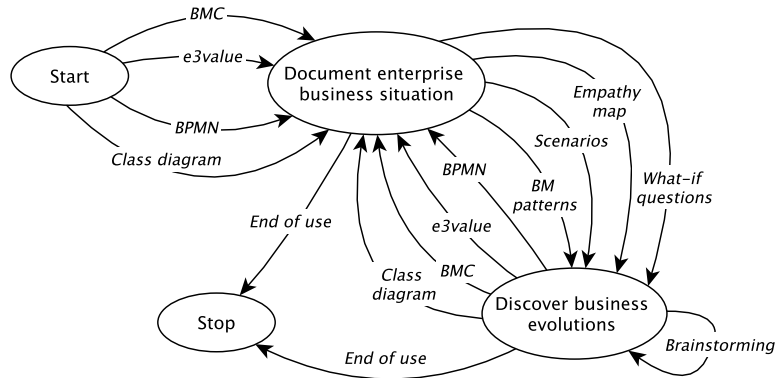 BMC
e3value
Start
BPMN
Class diagram
Document enterprise
business situation
Empathy
map
Scenarios
What-if
questions
BPMN
BM
patterns
End of use
e3value
BMC
Class
diagram
Stop
Discover business
evolutions
Brainstorming
End of use